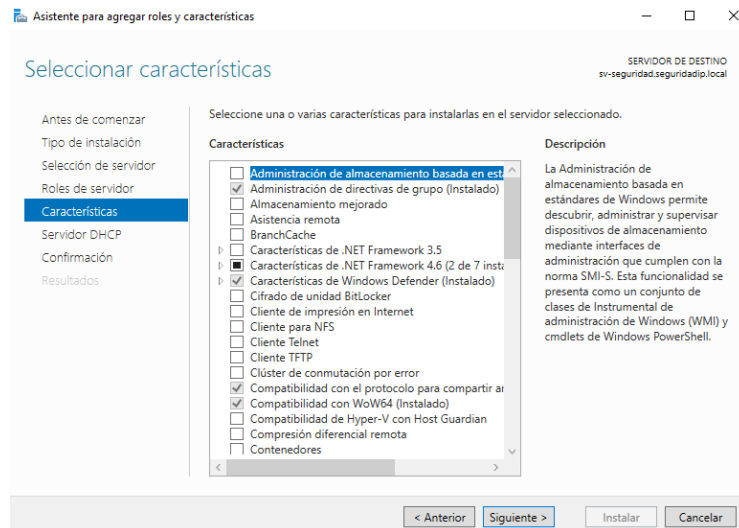 Asistente para agregar roles y características
Seleccionar características
SERVIDOR DE DESTINO
sv-seguridad.seguridadip.local
Antes de comenzar
Tipo de instalación
Selección de servidor
Roles de servidor
Características
Servidor DHCP
Confirmación
Resultados
Seleccione una o varias características para instalarlas en el servidor seleccionado.
Características
Administración de almacenamiento basada en est
Administración de directivas de grupo (Instalado)
Almacenamiento mejorado
Asistencia remota
BranchCache
Características de .NET Framework 3.5
Características de .NET Framework 4.6 (2 de 7 insta
Características de Windows Defender (Instalado)
Cifrado de unidad BitLocker
Cliente de impresión en Internet
Cliente para NFS
Cliente Telnet
Cliente TFTP
Clúster de conmutación por error
Compatibilidad con el protocolo para compartir ar
Compatibilidad con WoW64 (Instalado)
Compatibilidad de Hyper-V con Host Guardian
Compresión diferencial remota
Contenedores
Descripción
La Administración de
almacenamiento basada en
estándares de Windows permite
descubrir, administrar y supervisar
dispositivos de almacenamiento
mediante interfaces de
administración que cumplen con la
norma SMI-S. Esta funcionalidad se
presenta como un conjunto de
clases de Instrumental de
administración de Windows (WMI) y
cmdlets de Windows PowerShell.
< Anterior
Siguiente >
Instalar
Cancelar